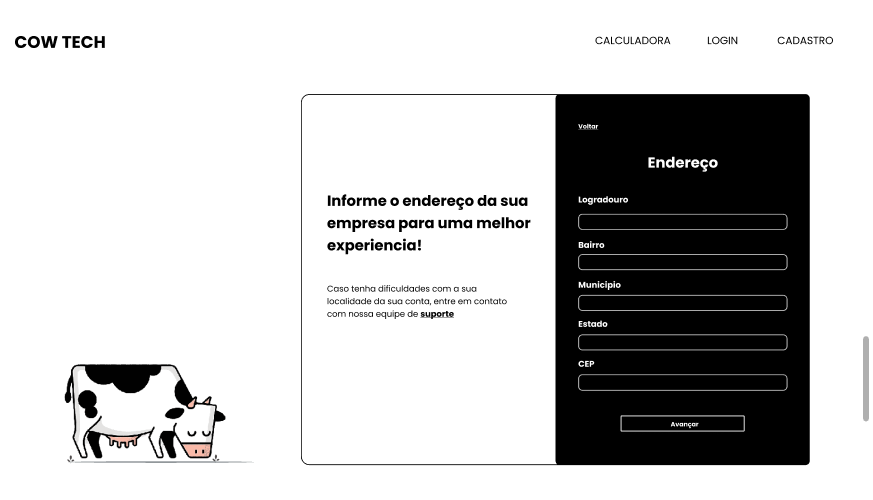 COW TECH
CALCULADORA
LOGIN
CADASTRO
Informe o endereço da sua
empresa para uma melhor
experiencia!
Caso tenha dificuldades com a sua
localidade da sua conta, entre em contato
com nossa equipe de suporte
Voltar
Endereço
Logradouro
Bairro
Municipio
Estado
CEP
Avançar